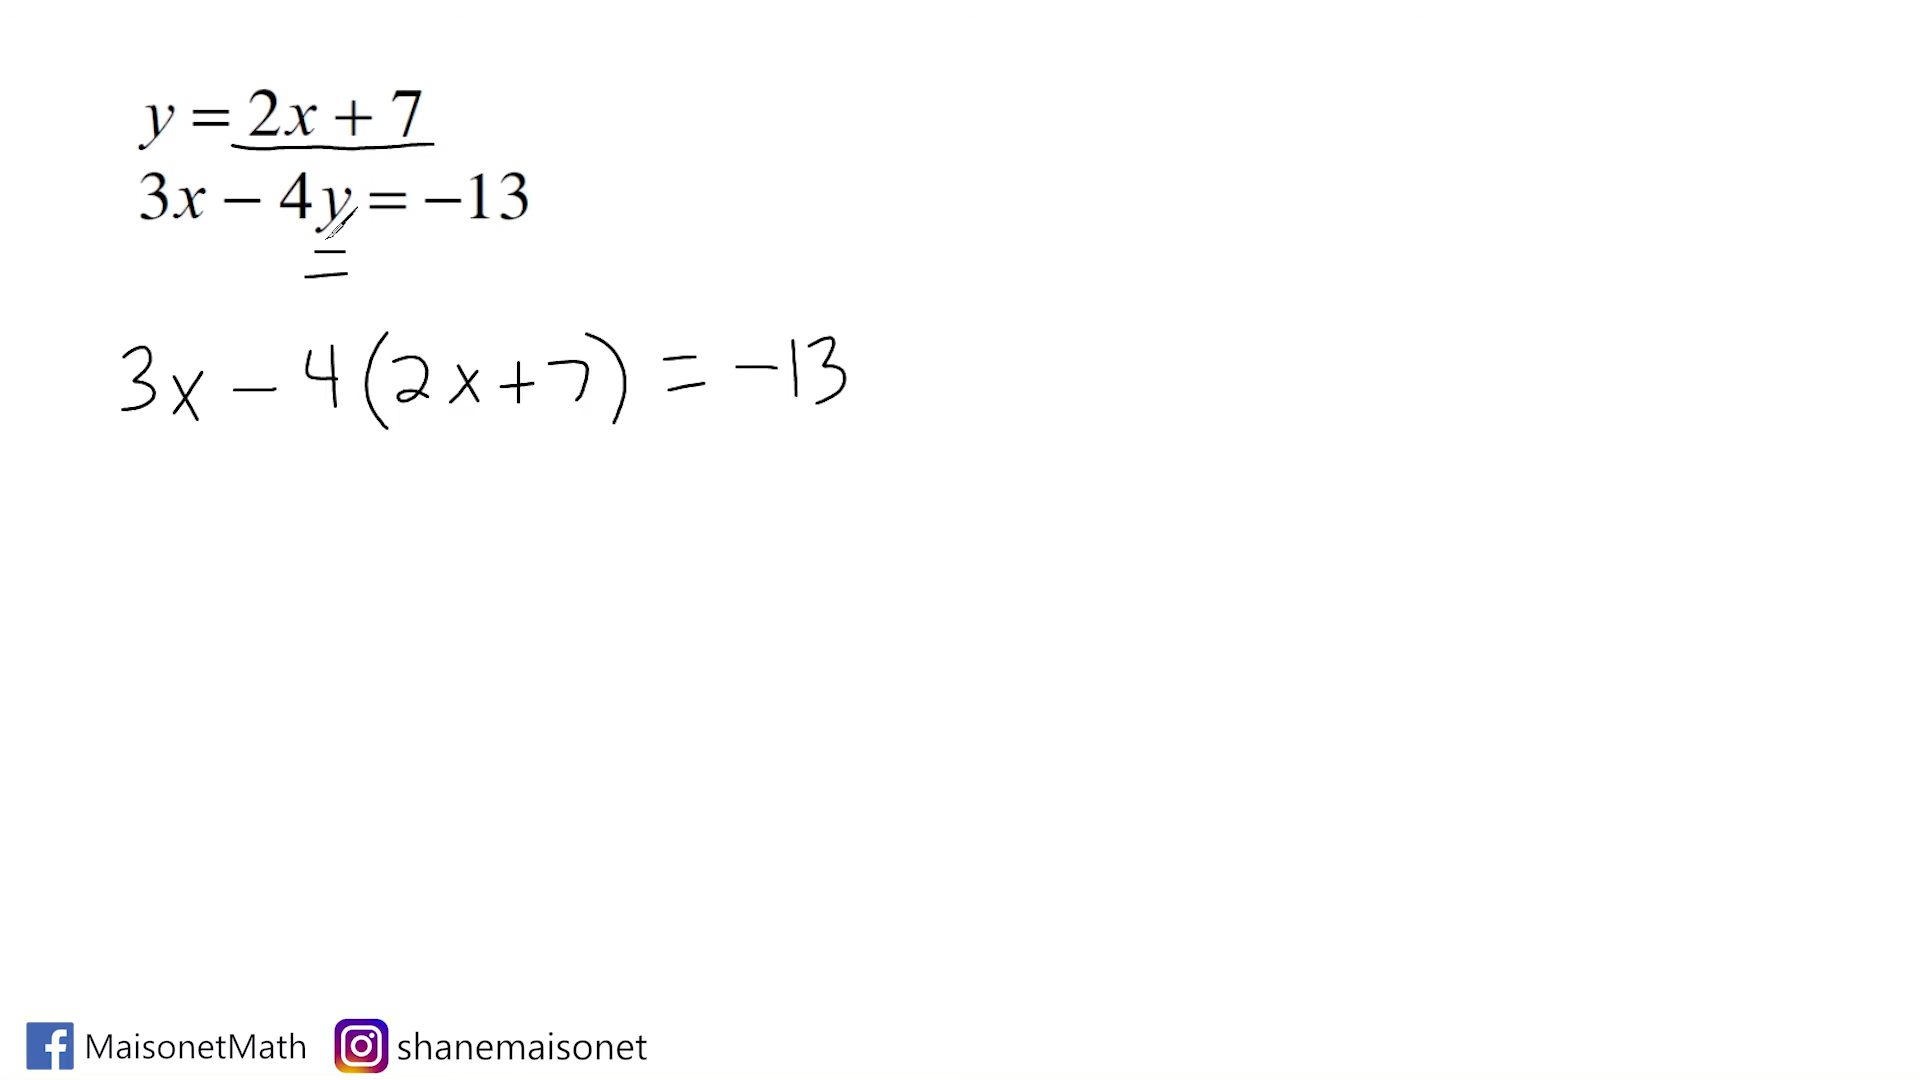 y = 2x + 7
3x − 4y = −13
3x − 4(2x+7) = −13
MaisonetMath shanemaisonet